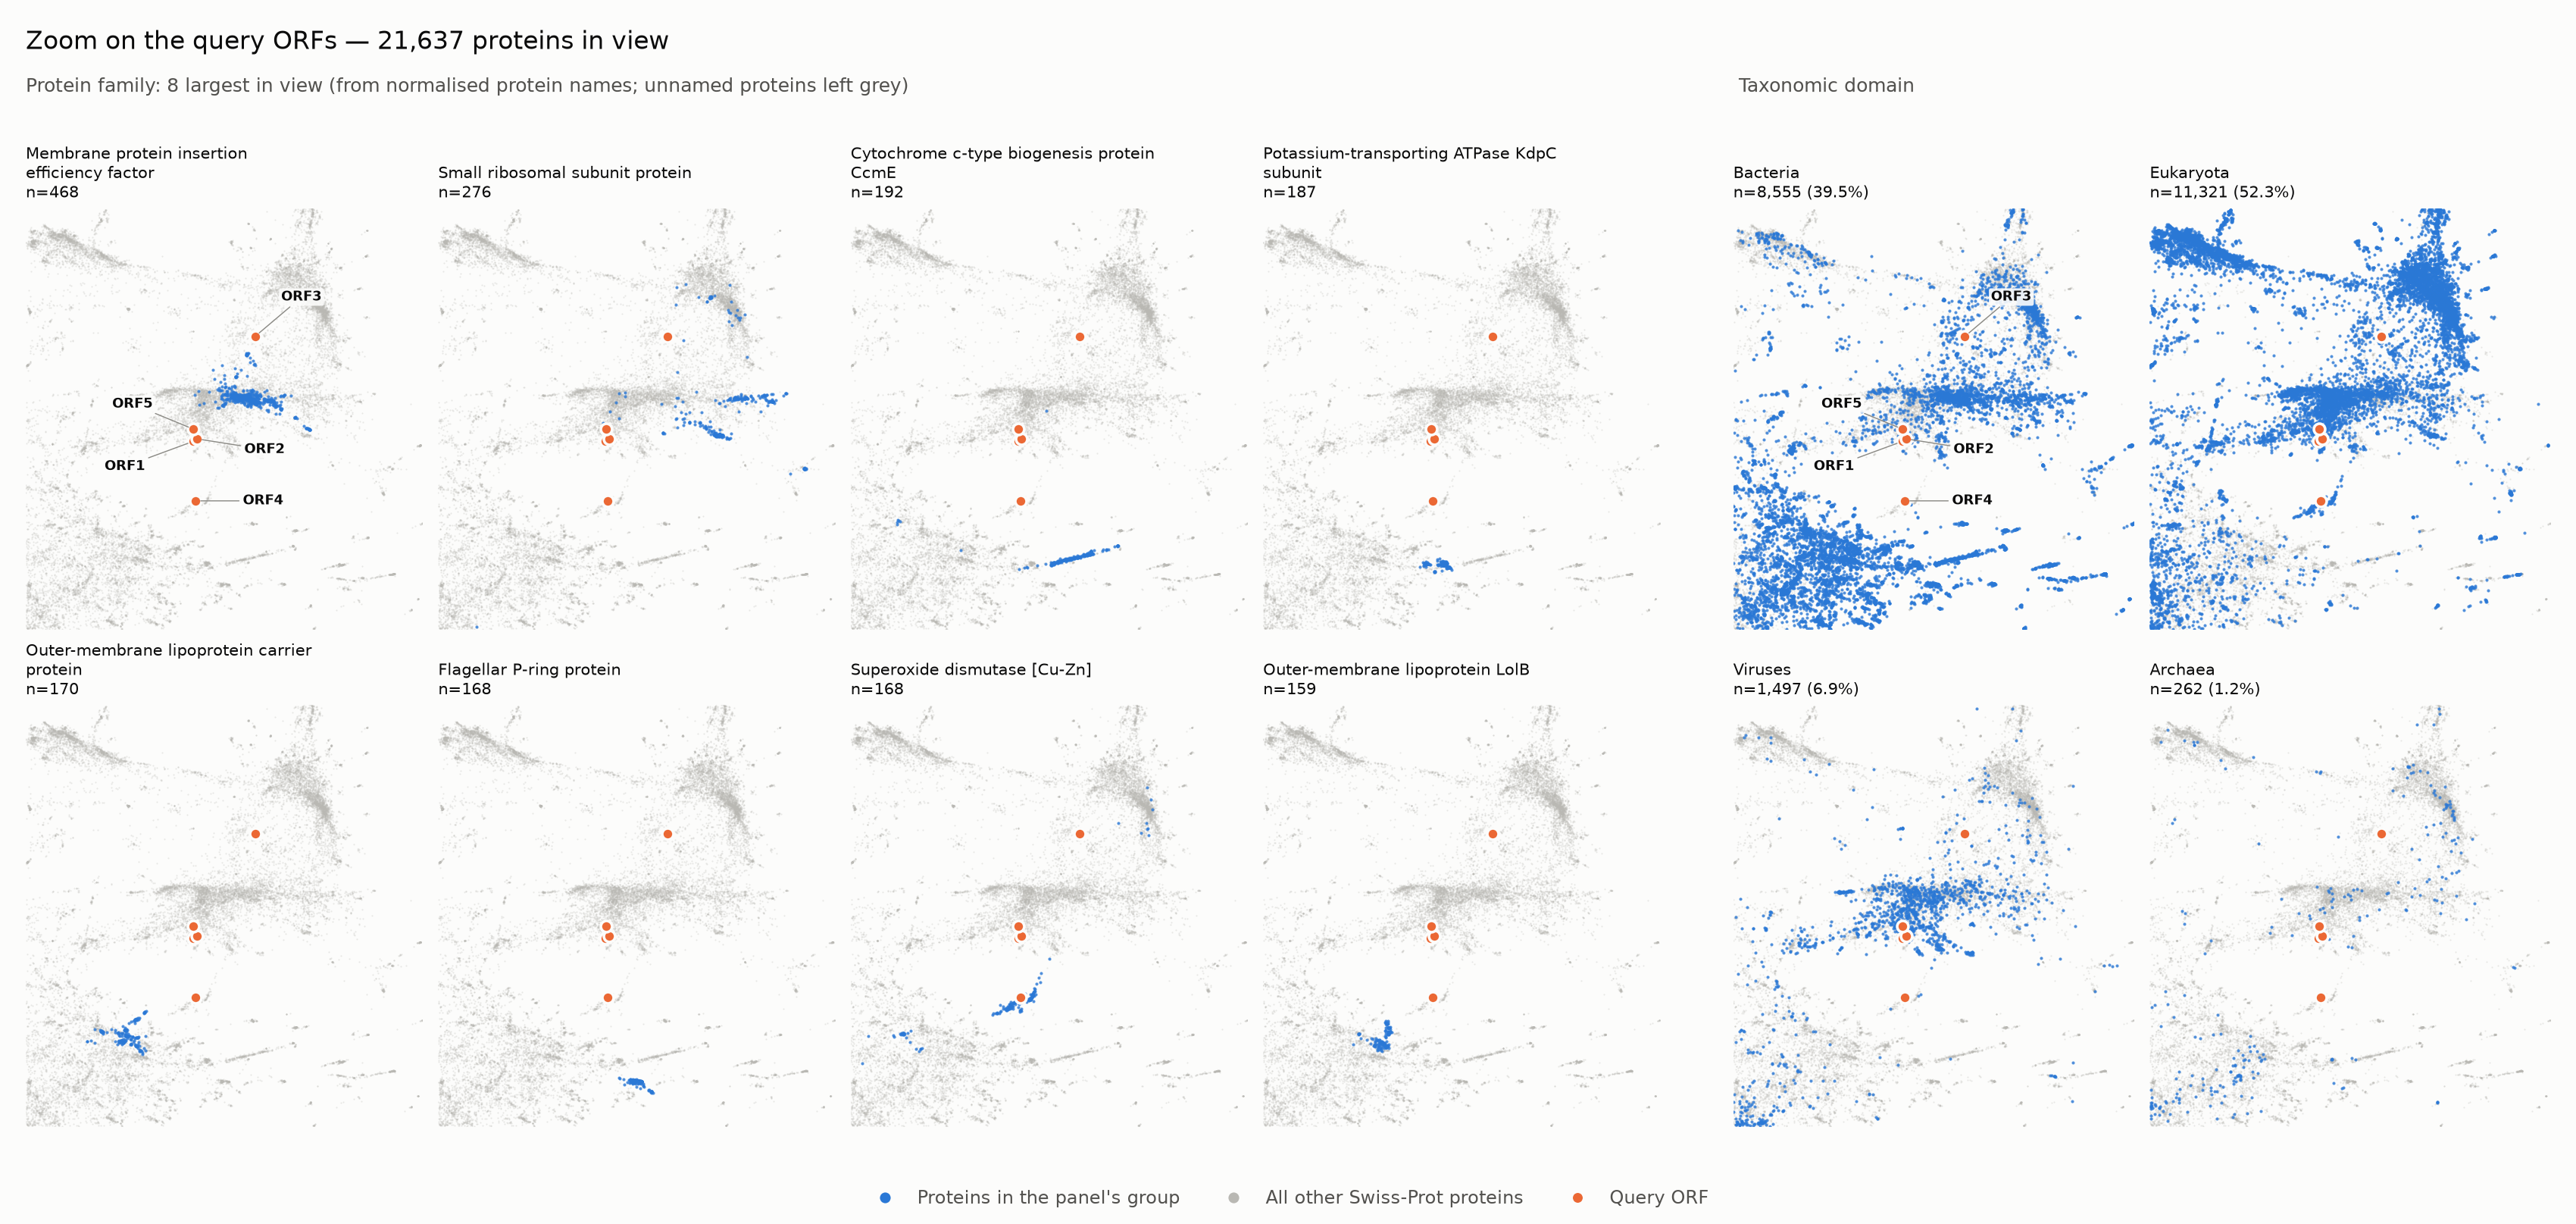 Zoom on the query ORFs — 21,637 proteins in view
Protein family: 8 largest in view (from normalised protein names; unnamed proteins left grey)
Taxonomic domain
Membrane protein insertion
efficiency factor
n=468
ORF3
ORF5
ORF2
ORF1
ORF4
Small ribosomal subunit protein
n=276
Cytochrome c-type biogenesis protein
CcmE
n=192
Potassium-transporting ATPase KdpC
subunit
n=187
Bacteria
n=8,555 (39.5%)
ORF3
ORF5
ORF2
ORF1
ORF4
Eukaryota
n=11,321 (52.3%)
Outer-membrane lipoprotein carrier
protein
n=170
Flagellar P-ring protein
n=168
Superoxide dismutase [Cu-Zn]
n=168
Outer-membrane lipoprotein LolB
n=159
Viruses
n=1,497 (6.9%)
Archaea
n=262 (1.2%)
Proteins in the panel's group
All other Swiss-Prot proteins
Query ORF